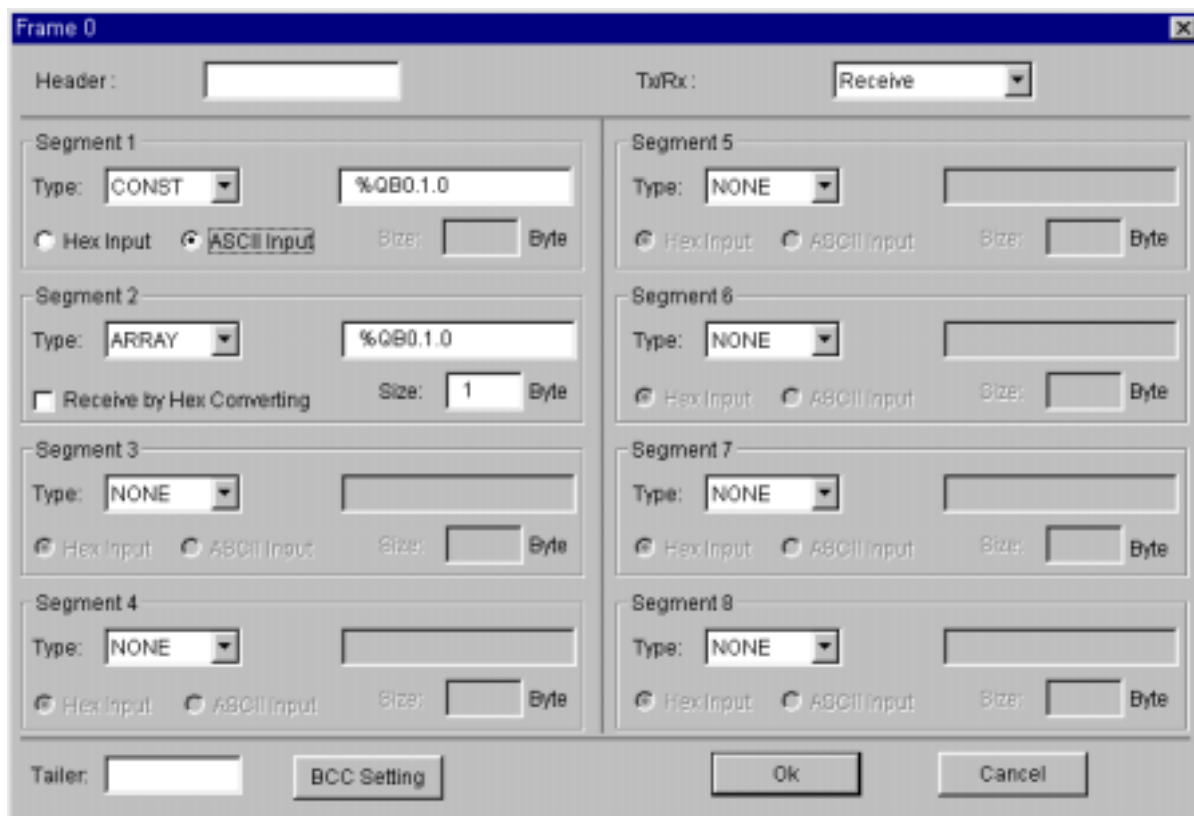 Frame 0
Header :
Tx/Rx : Receive
Segment 1
Type: CONST %QB0.1.0
Hex Input ASCII Input Size: Byte
Segment 2
Type: ARRAY %QB0.1.0
Receive by Hex Converting Size: 1 Byte
Segment 3
Type: NONE
Hex Input ASCII Input Size: Byte
Segment 4
Type: NONE
Hex Input ASCII Input Size: Byte
Segment 5
Type: NONE
Hex Input ASCII Input Size: Byte
Segment 6
Type: NONE
Hex Input ASCII Input Size: Byte
Segment 7
Type: NONE
Hex Input ASCII Input Size: Byte
Segment 8
Type: NONE
Hex Input ASCII Input Size: Byte
Tailer: BCC Setting
Ok Cancel